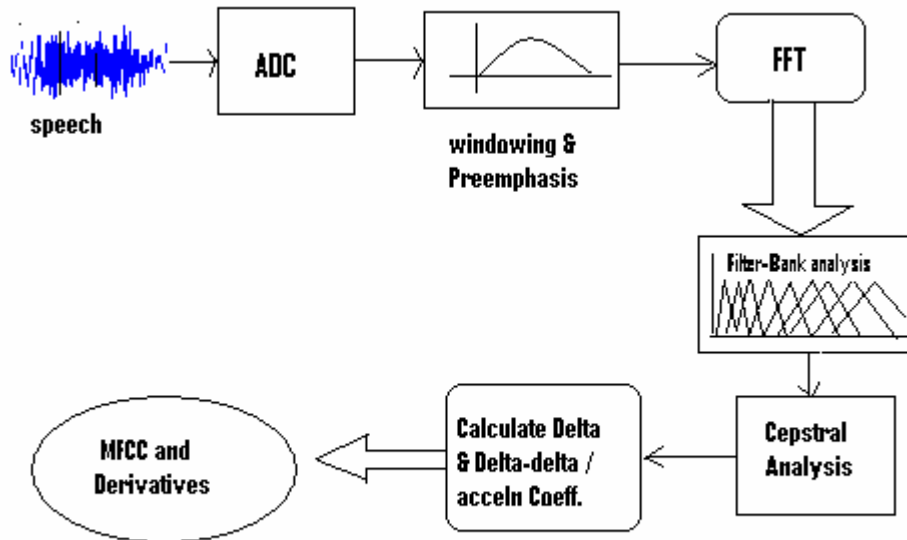 speech
ADC
windowing &
Preemphasis
FFT
Filter-Bank analysis
Cepstral
Analysis
Calculate Delta
& Delta-delta /
acceln Coeff.
MFCC and
Derivatives